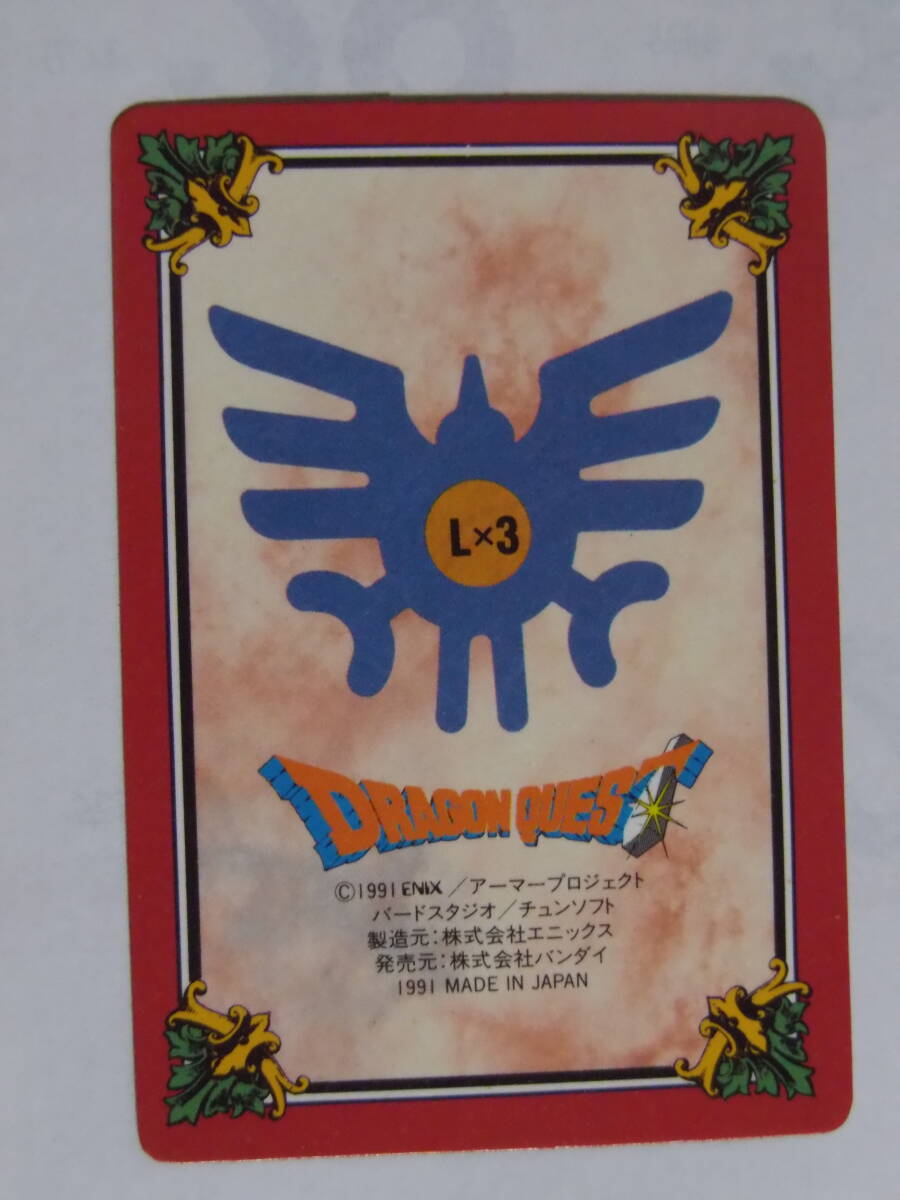 L×3
DRAGON QUEST
©1991 ENIX／アーマープロジェクト
バードスタジオ／チュンソフト
製造元：株式会社エニックス
発売元：株式会社バンダイ
1991 MADE IN JAPAN